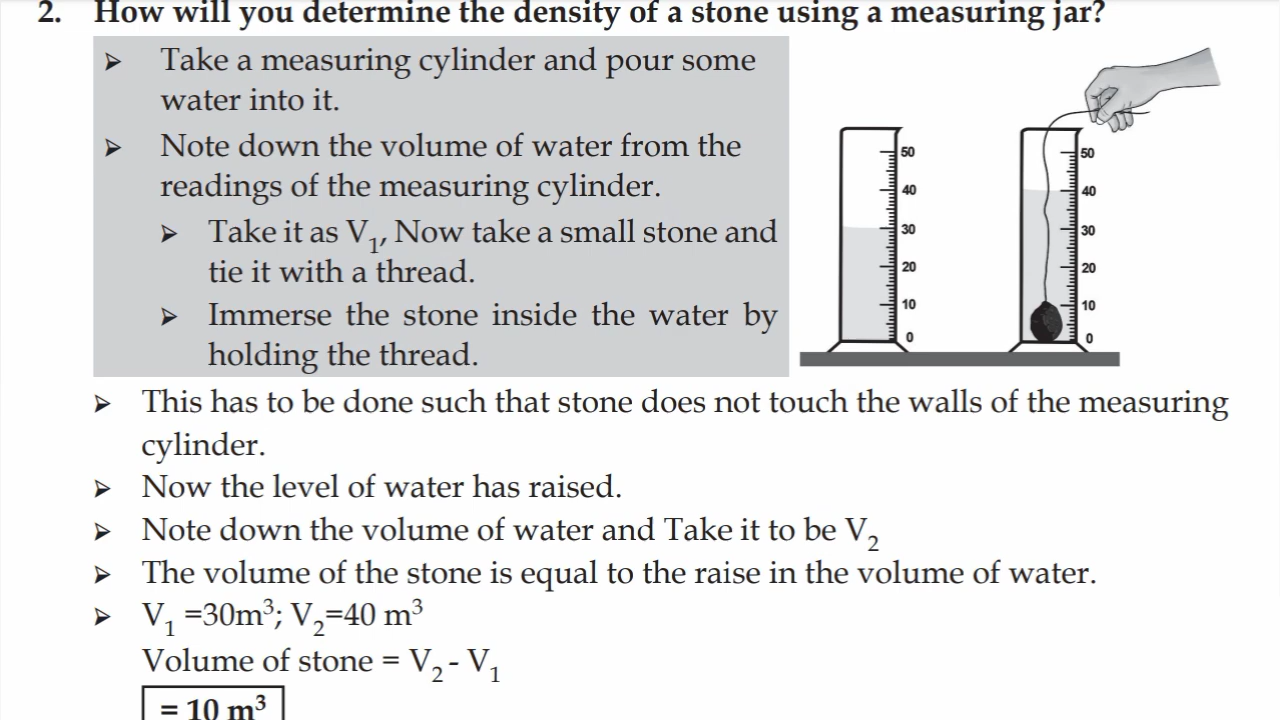 2. How will you determine the density of a stone using a measuring jar?
➢ Take a measuring cylinder and pour some
water into it.
➢ Note down the volume of water from the
readings of the measuring cylinder.
➢ Take it as V₁, Now take a small stone and
tie it with a thread.
➢ Immerse the stone inside the water by
holding the thread.
50
40
30
20
10
0
50
40
30
20
10
0
➢ This has to be done such that stone does not touch the walls of the measuring
cylinder.
➢ Now the level of water has raised.
➢ Note down the volume of water and Take it to be V₂
➢ The volume of the stone is equal to the raise in the volume of water.
➢ V₁ =30m³; V₂=40 m³
Volume of stone = V₂ - V₁
= 10 m³